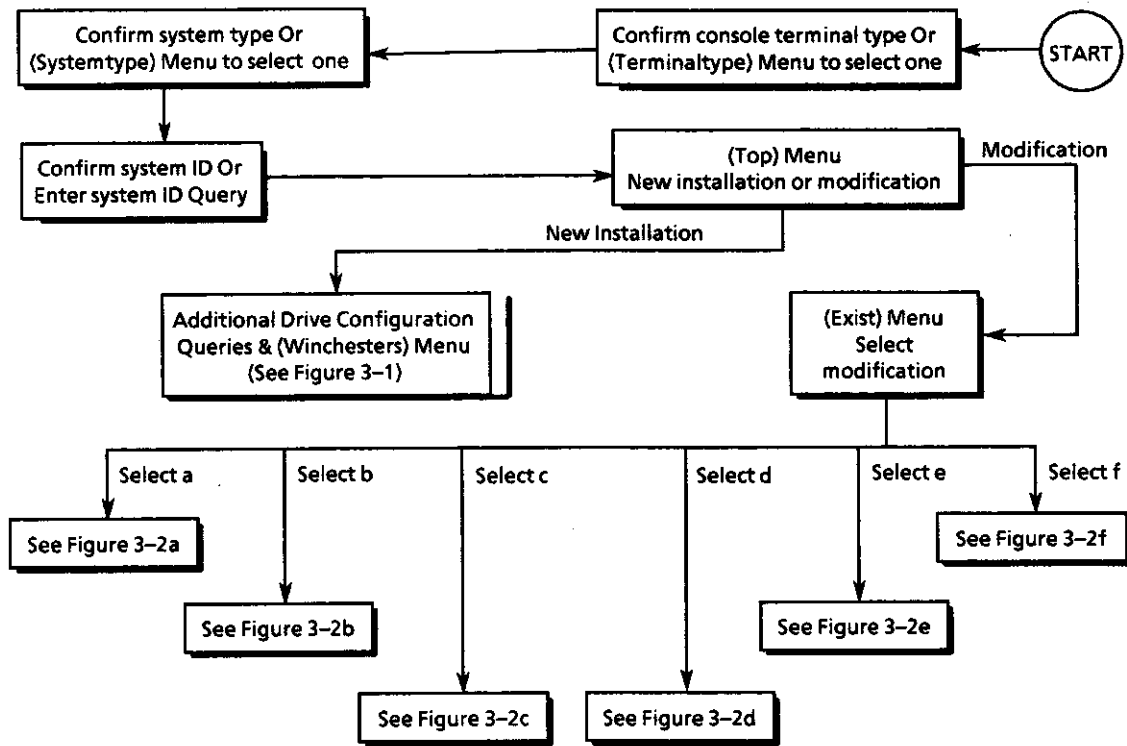 Confirm system type Or
(Systemtype) Menu to select one
Confirm console terminal type Or
(Terminaltype) Menu to select one
START
Confirm system ID Or
Enter system ID Query
(Top) Menu
New installation or modification
Modification
New Installation
Additional Drive Configuration
Queries & (Winchesters) Menu
(See Figure 3–1)
(Exist) Menu
Select
modification
Select a
Select b
Select c
Select d
Select e
Select f
See Figure 3–2a
See Figure 3–2f
See Figure 3–2b
See Figure 3–2e
See Figure 3–2c
See Figure 3–2d